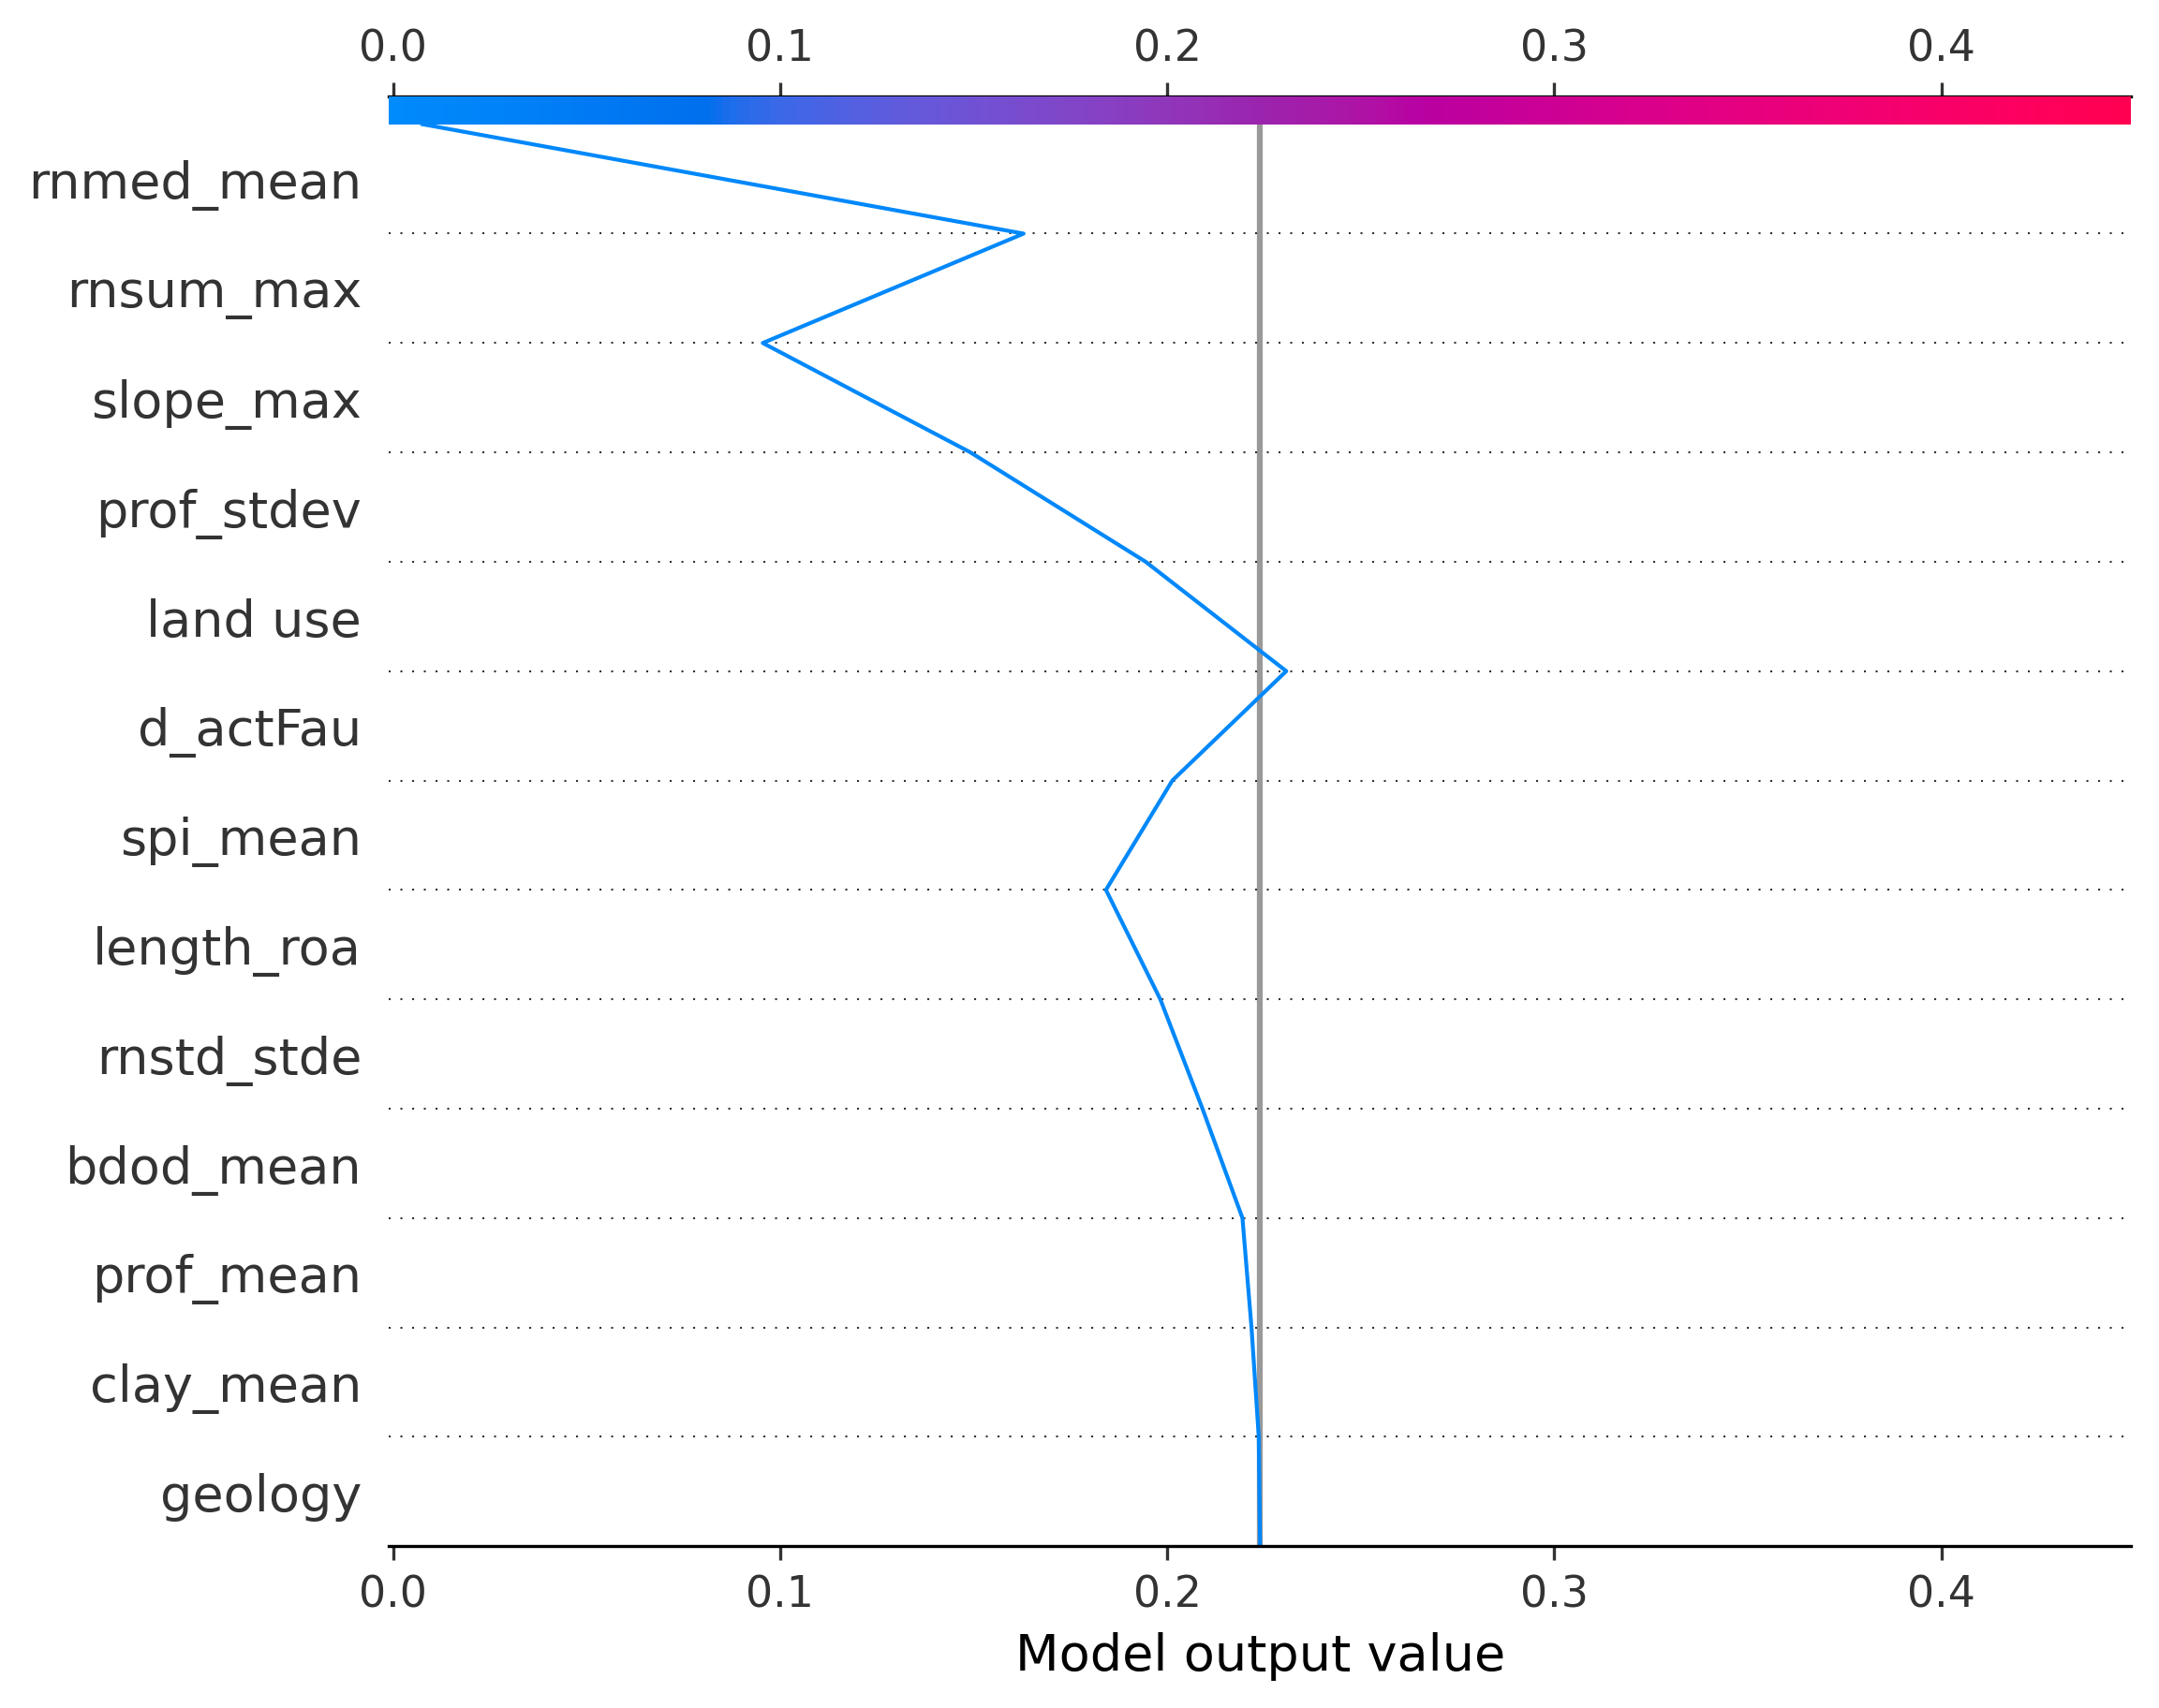 0.0 0.1 0.2 0.3 0.4
rnmed_mean
rnsum_max
slope_max
prof_stdev
land use
d_actFau
spi_mean
length_roa
rnstd_stde
bdod_mean
prof_mean
clay_mean
geology
0.0 0.1 0.2 0.3 0.4
Model output value